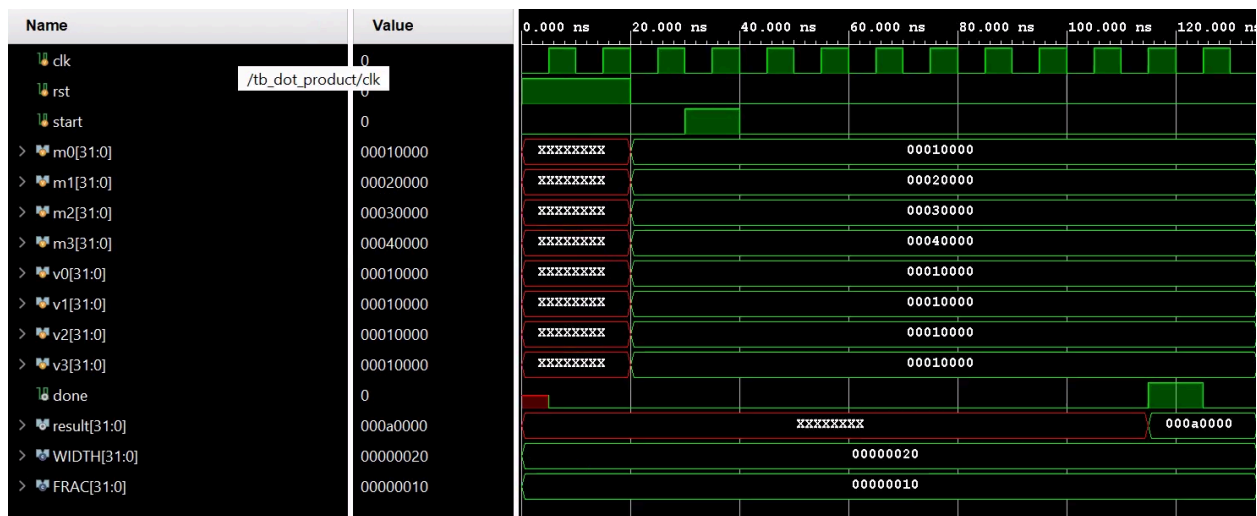 Name Value 0.000 ns 20.000 ns 40.000 ns 60.000 ns 80.000 ns 100.000 ns 120.000 ns
clk 0
/tb_dot_product/clk
rst 0
start 0
m0[31:0] 00010000 XXXXXXXX 00010000
m1[31:0] 00020000 XXXXXXXX 00020000
m2[31:0] 00030000 XXXXXXXX 00030000
m3[31:0] 00040000 XXXXXXXX 00040000
v0[31:0] 00010000 XXXXXXXX 00010000
v1[31:0] 00010000 XXXXXXXX 00010000
v2[31:0] 00010000 XXXXXXXX 00010000
v3[31:0] 00010000 XXXXXXXX 00010000
done 0
result[31:0] 000a0000 XXXXXXXX 000a0000
WIDTH[31:0] 00000020 00000020
FRAC[31:0] 00000010 00000010